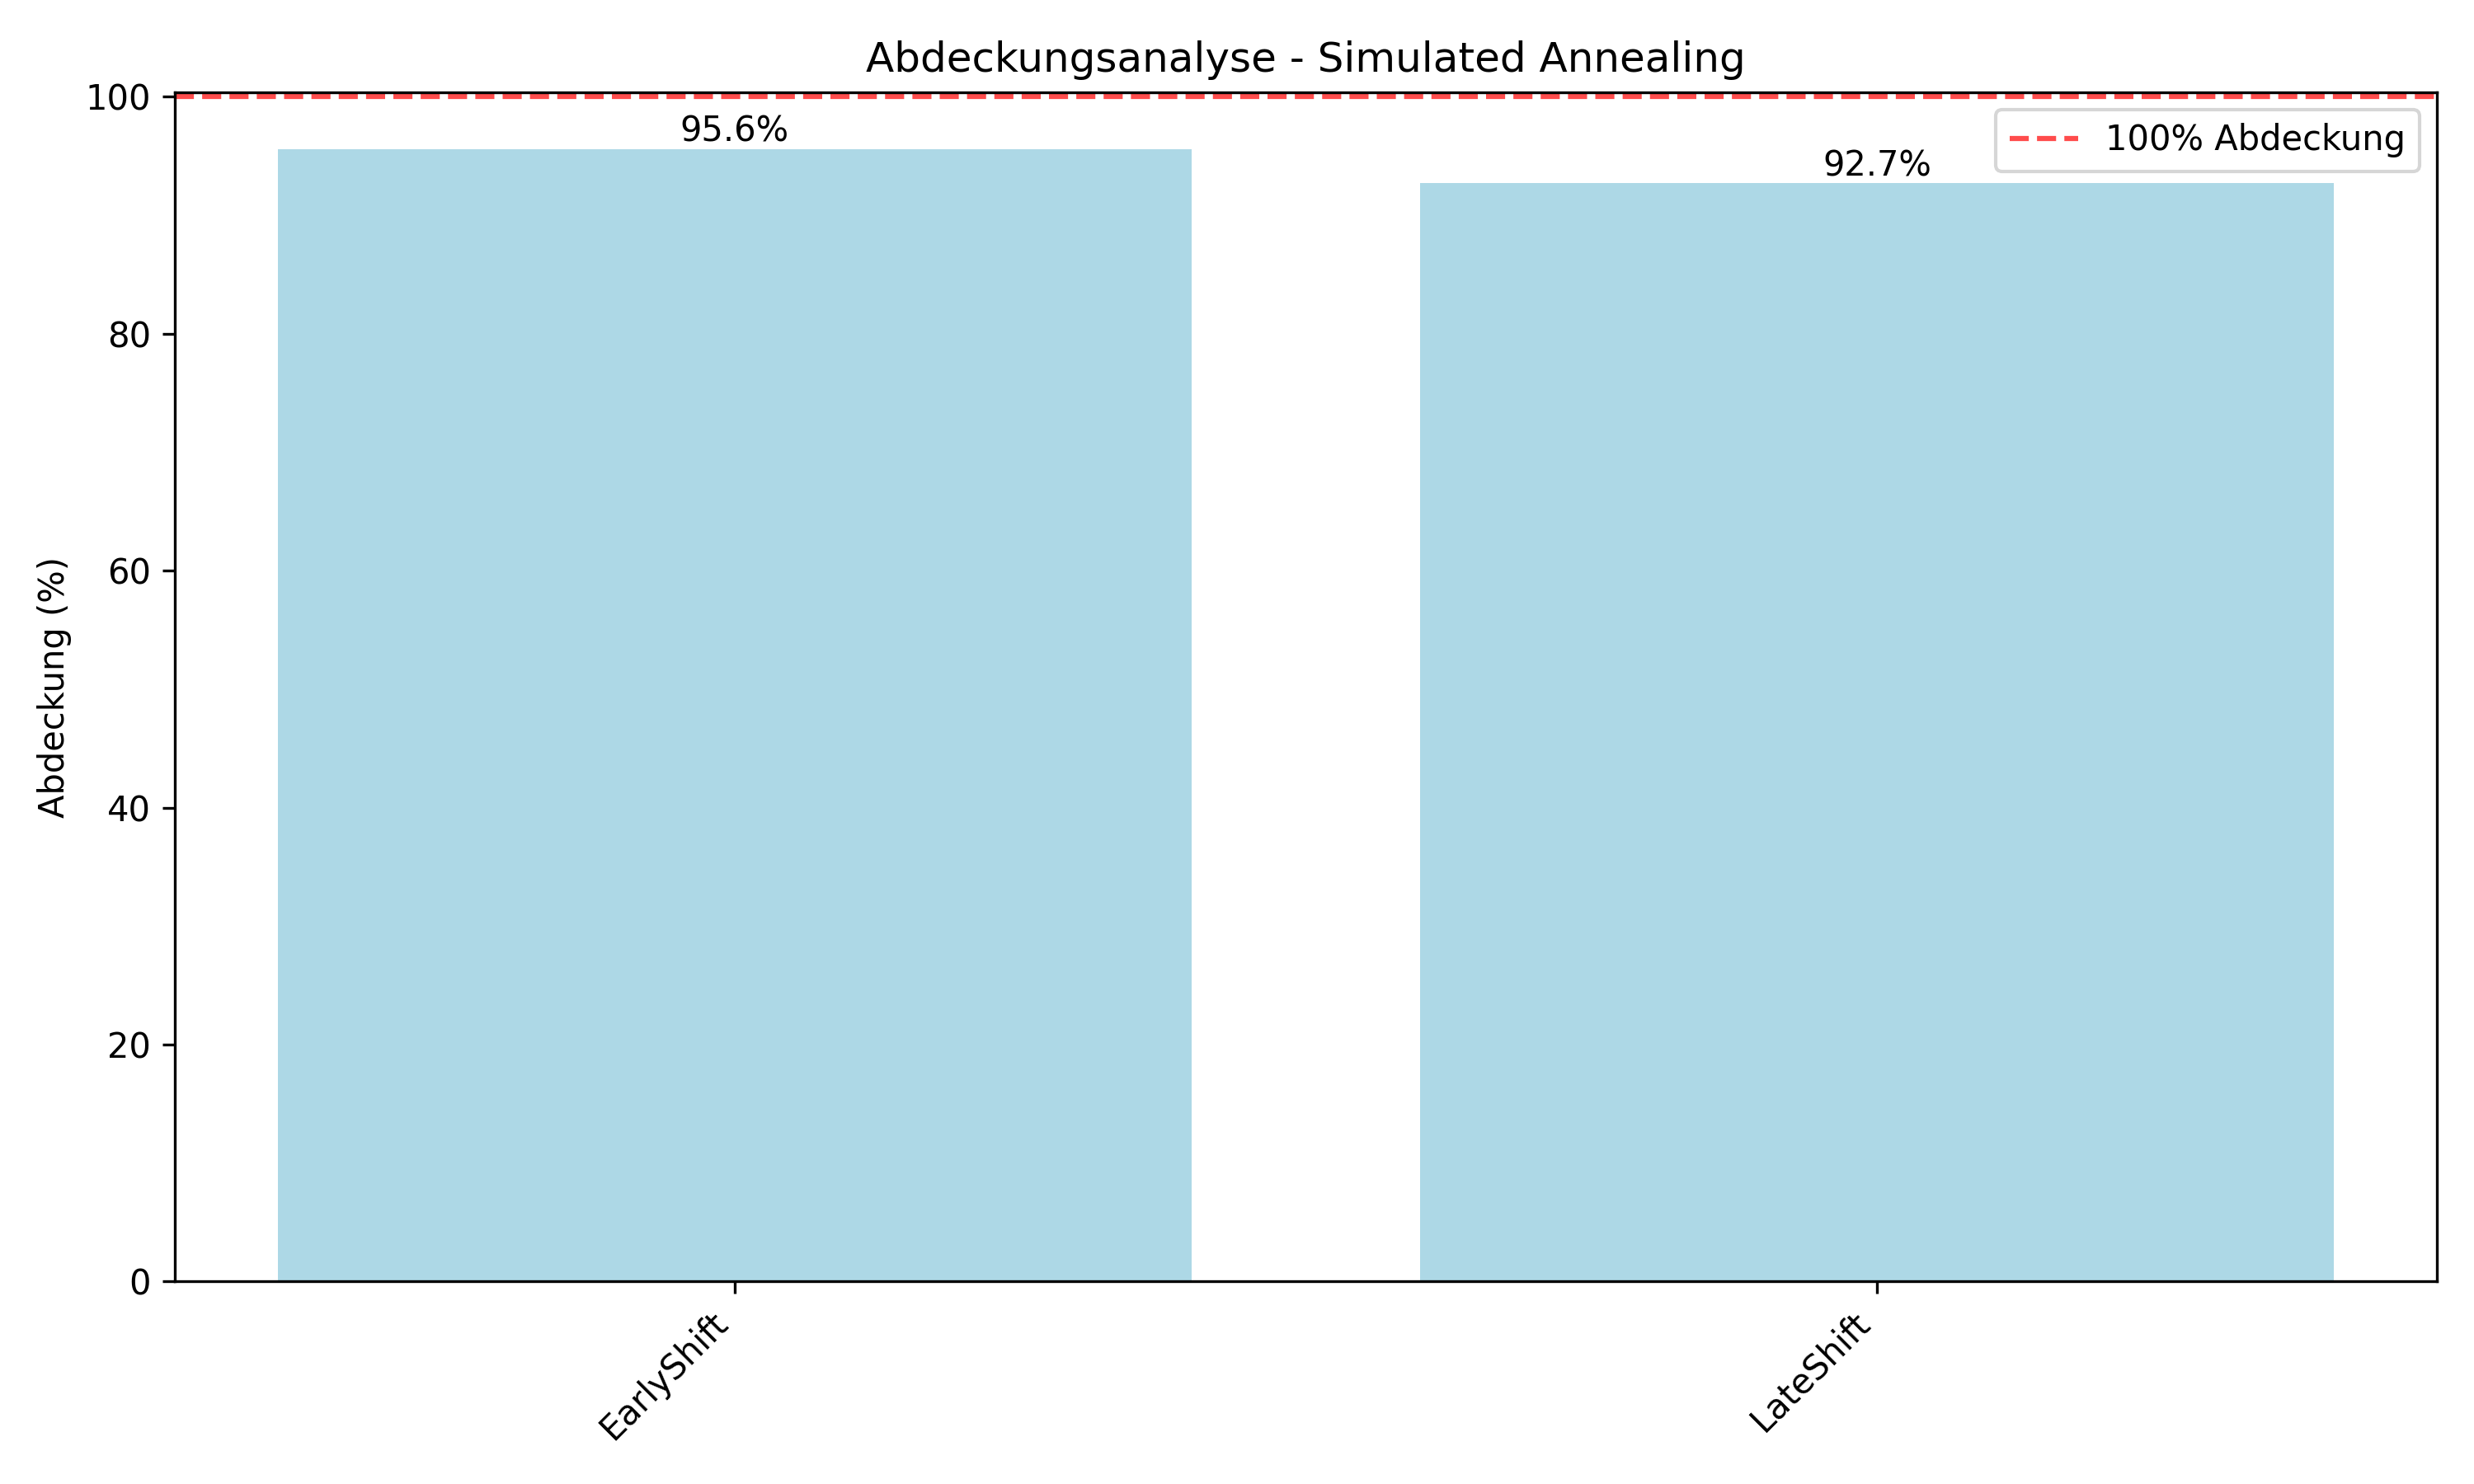 Abdeckungsanalyse - Simulated Annealing
100
80
60
40
20
0
Abdeckung (%)
95.6%
92.7%
100% Abdeckung
EarlyShift
LateShift